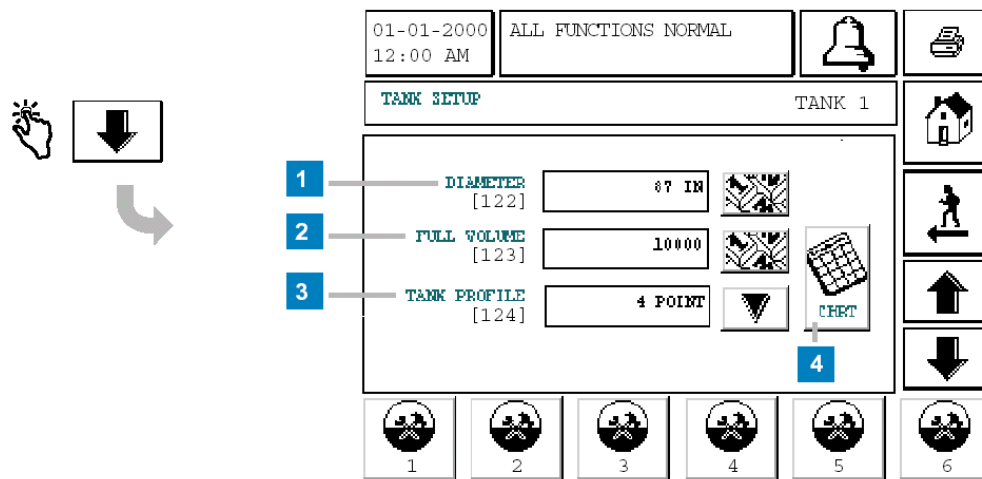 01-01-2000
12:00 AM
ALL FUNCTIONS NORMAL
TANK SETUP
TANK 1
1
DIAMETER
[122]
87 IN
2
FULL VOLUME
[123]
10000
3
TANK PROFILE
[124]
4 POINT
CHRT
4
1
2
3
4
5
6